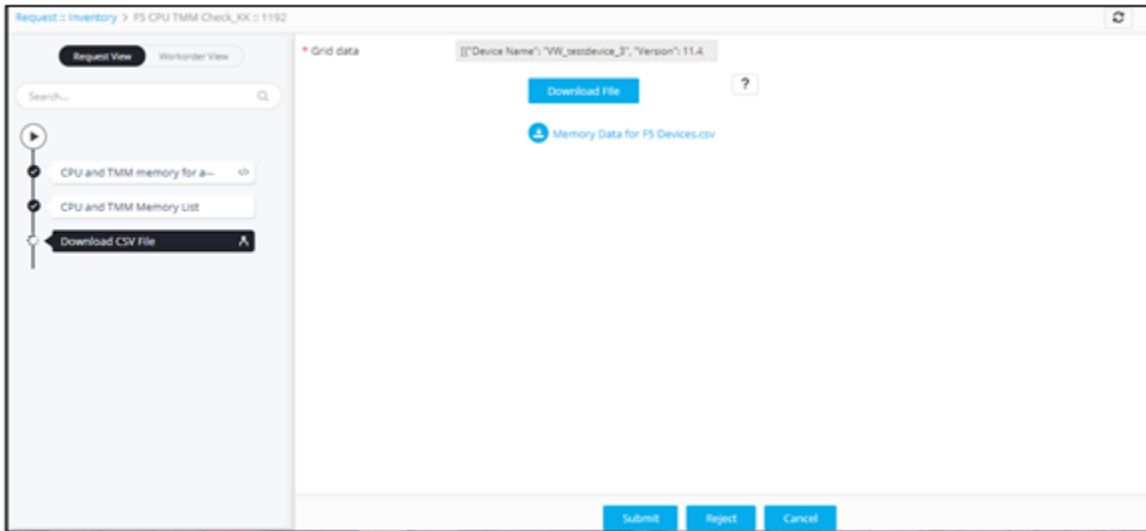 Request :: Inventory > F5 CPU TMM Check_KK :: 1192
Request View Workorder View
Search...
CPU and TMM memory for a—
CPU and TMM Memory List
Download CSV File
* Grid data
[{"Device Name": "VW_testdevice_3", "Version": 11.4
Download File
?
Memory Data for F5 Devices.csv
Submit Reject Cancel